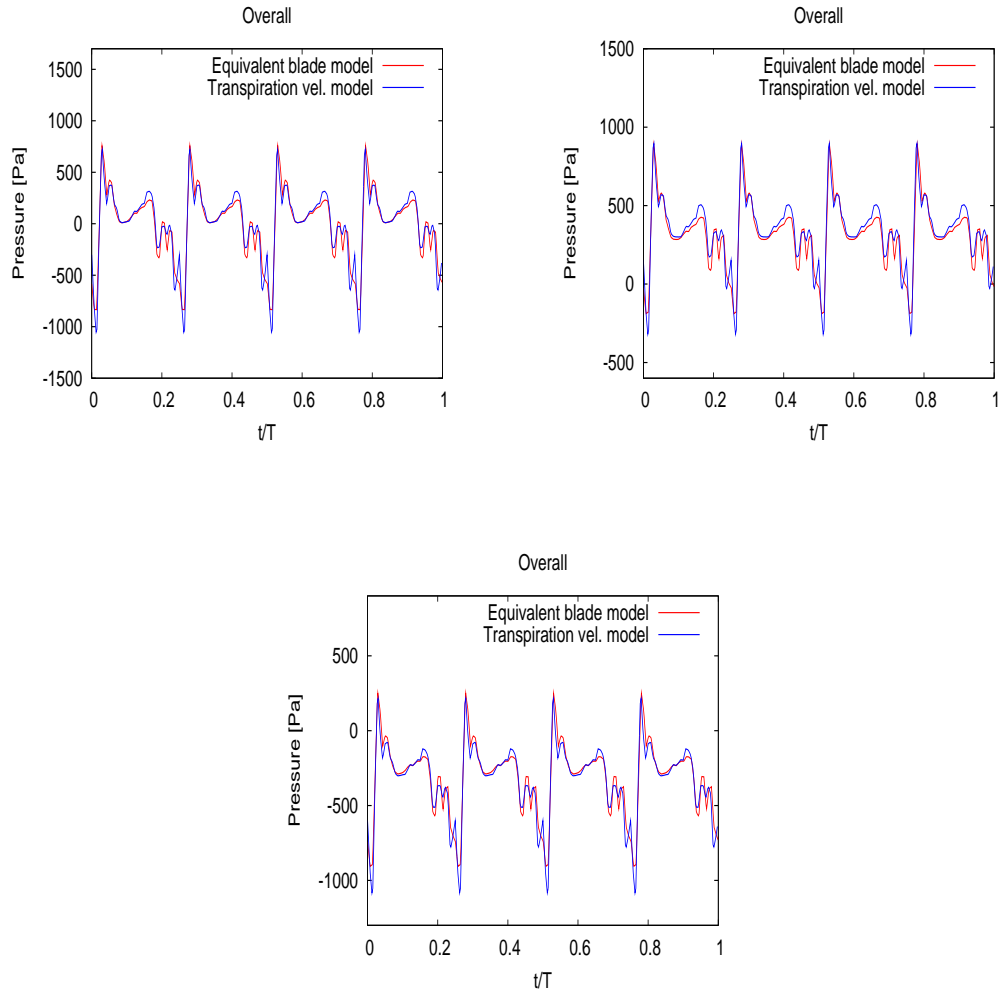 Overall
Pressure [Pa]
1500
1000
500
0
-500
-1000
-1500
Equivalent blade model
Transpiration vel. model
0 0.2 0.4 0.6 0.8 1
t/T
Overall
Pressure [Pa]
1500
1000
500
0
-500
Equivalent blade model
Transpiration vel. model
0 0.2 0.4 0.6 0.8 1
t/T
Overall
Pressure [Pa]
500
0
-500
-1000
Equivalent blade model
Transpiration vel. model
0 0.2 0.4 0.6 0.8 1
t/T